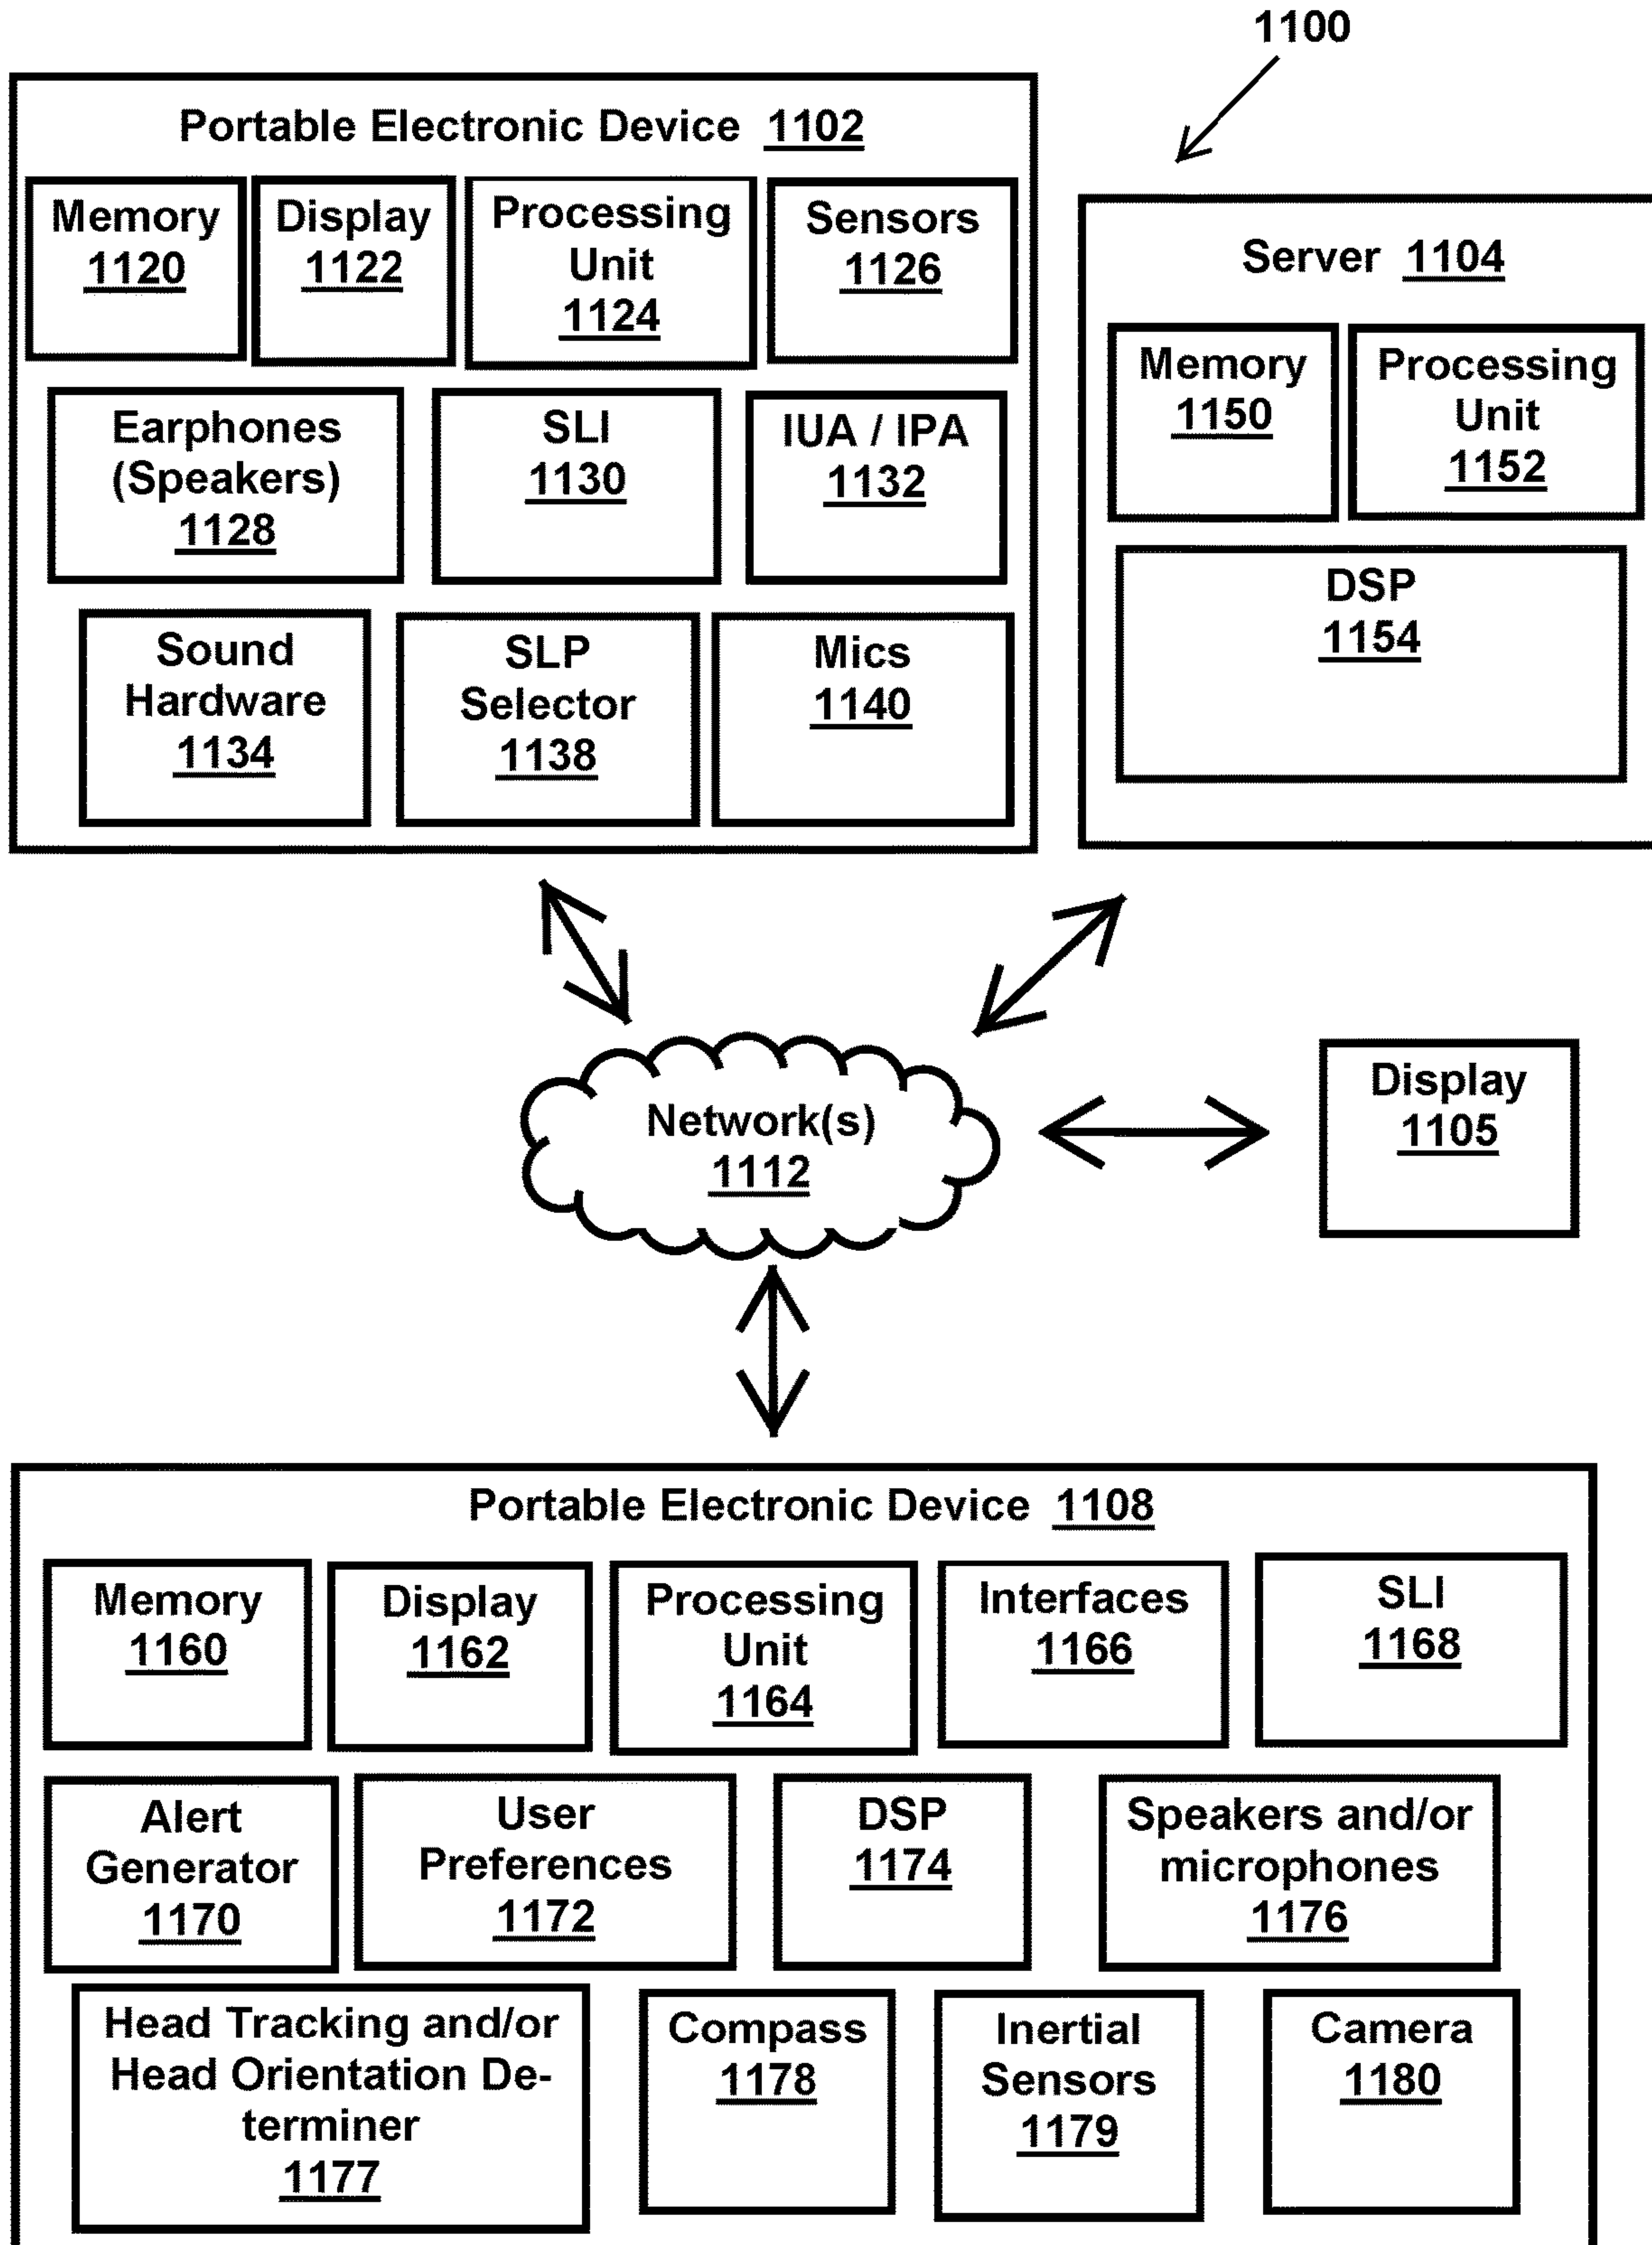 1100
Portable Electronic Device 1102
Memory
1120
Display
1122
Processing
Unit
1124
Sensors
1126
Earphones
(Speakers)
1128
SLI
1130
IUA / IPA
1132
Sound
Hardware
1134
SLP
Selector
1138
Mics
1140
Server 1104
Memory
1150
Processing
Unit
1152
DSP
1154
Network(s)
1112
Display
1105
Portable Electronic Device 1108
Memory
1160
Display
1162
Processing
Unit
1164
Interfaces
1166
SLI
1168
Alert
Generator
1170
User
Preferences
1172
DSP
1174
Speakers and/or
microphones
1176
Head Tracking and/or
Head Orientation De-
terminer
1177
Compass
1178
Inertial
Sensors
1179
Camera
1180